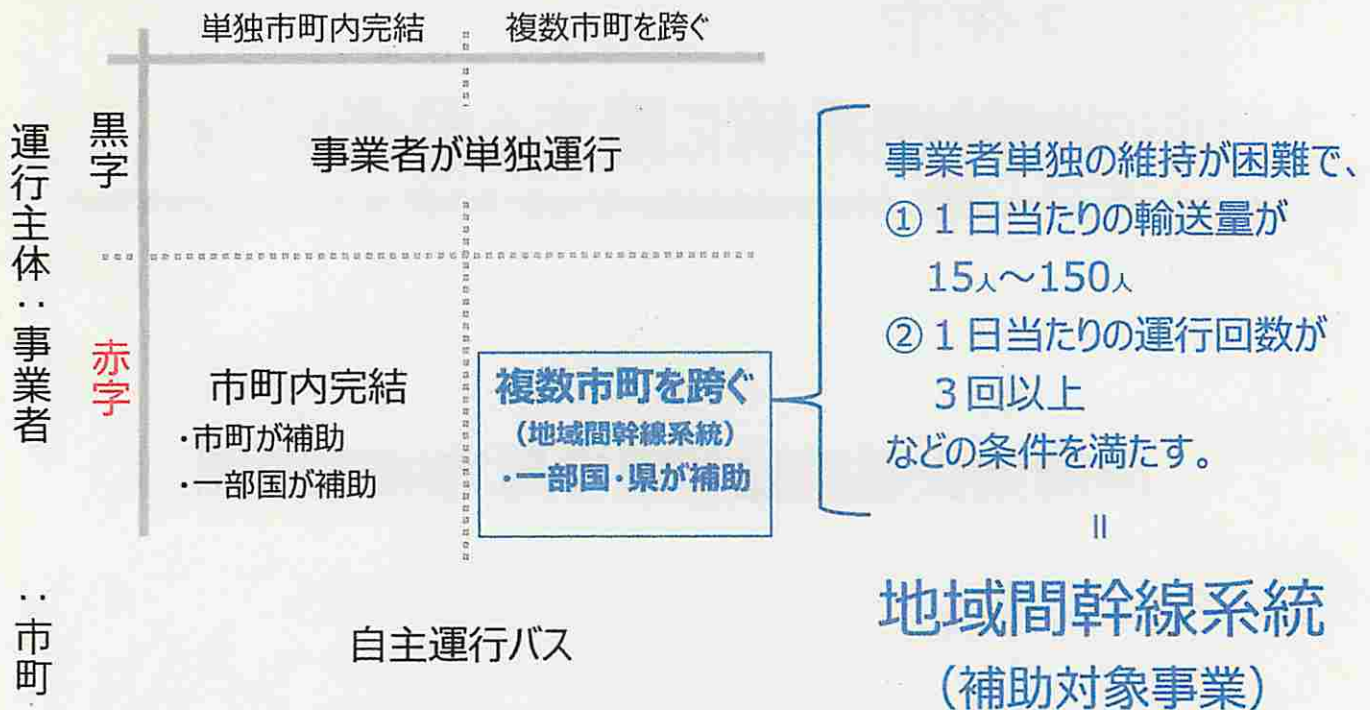 単独市町内完結
複数市町を跨ぐ
運行主体：事業者
黒字
事業者が単独運行
赤字
市町内完結
・市町が補助
・一部国が補助
複数市町を跨ぐ
（地域間幹線系統）
・一部国・県が補助
：市町
自主運行バス
事業者単独の維持が困難で、
①１日当たりの輸送量が
15人～150人
②１日当たりの運行回数が
３回以上
などの条件を満たす。
＝
地域間幹線系統
（補助対象事業）